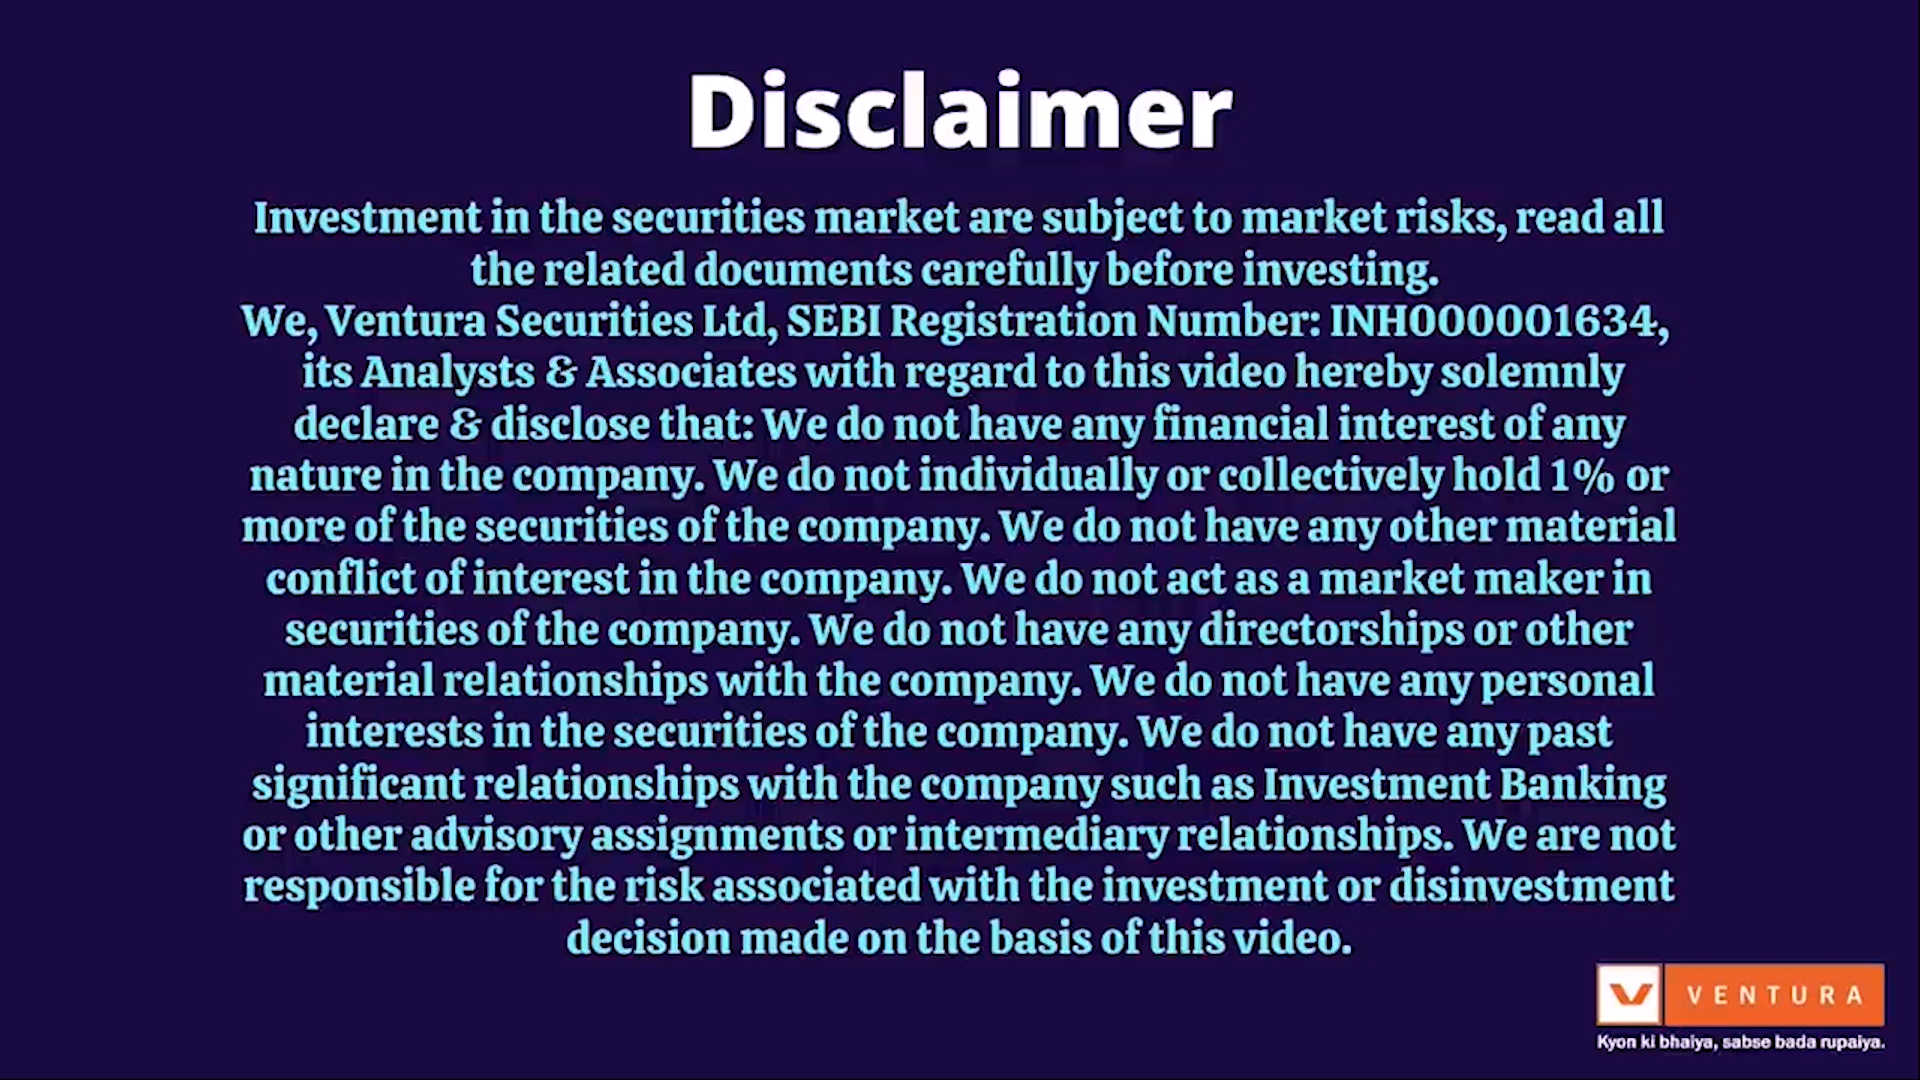 Disclaimer
Investment in the securities market are subject to market risks, read all
the related documents carefully before investing.
We, Ventura Securities Ltd, SEBI Registration Number: INH000001634,
its Analysts & Associates with regard to this video hereby solemnly
declare & disclose that: We do not have any financial interest of any
nature in the company. We do not individually or collectively hold 1% or
more of the securities of the company. We do not have any other material
conflict of interest in the company. We do not act as a market maker in
securities of the company. We do not have any directorships or other
material relationships with the company. We do not have any personal
interests in the securities of the company. We do not have any past
significant relationships with the company such as Investment Banking
or other advisory assignments or intermediary relationships. We are not
responsible for the risk associated with the investment or disinvestment
decision made on the basis of this video.
VENTURA
Kyon ki bhaiya, sabse bada rupaiya.